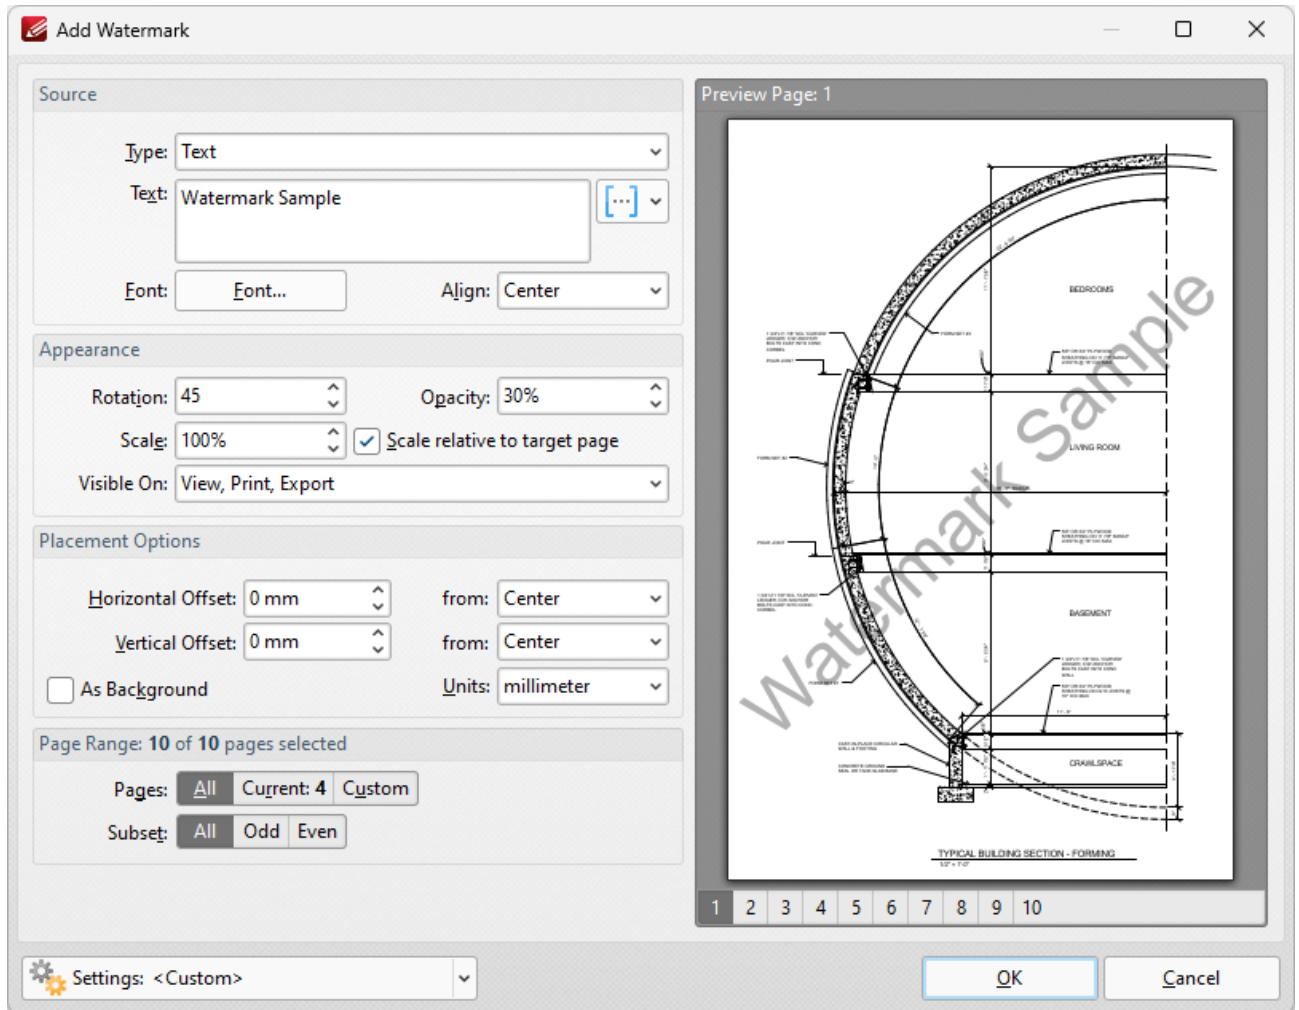 Add Watermark
Source
Type: Text
Text: Watermark Sample
Font: Font... Align: Center
Appearance
Rotation: 45 Opacity: 30%
Scale: 100% Scale relative to target page
Visible On: View, Print, Export
Placement Options
Horizontal Offset: 0 mm from: Center
Vertical Offset: 0 mm from: Center
As Background Units: millimeter
Page Range: 10 of 10 pages selected
Pages: All Current: 4 Custom
Subset: All Odd Even
Preview Page: 1
BEDROOMS
LIVING ROOM
BASEMENT
CRAWLSPACE
Watermark Sample
TYPICAL BUILDING SECTION - FORMING
1/2" = 1'-0"
1 2 3 4 5 6 7 8 9 10
Settings: <Custom>
OK Cancel